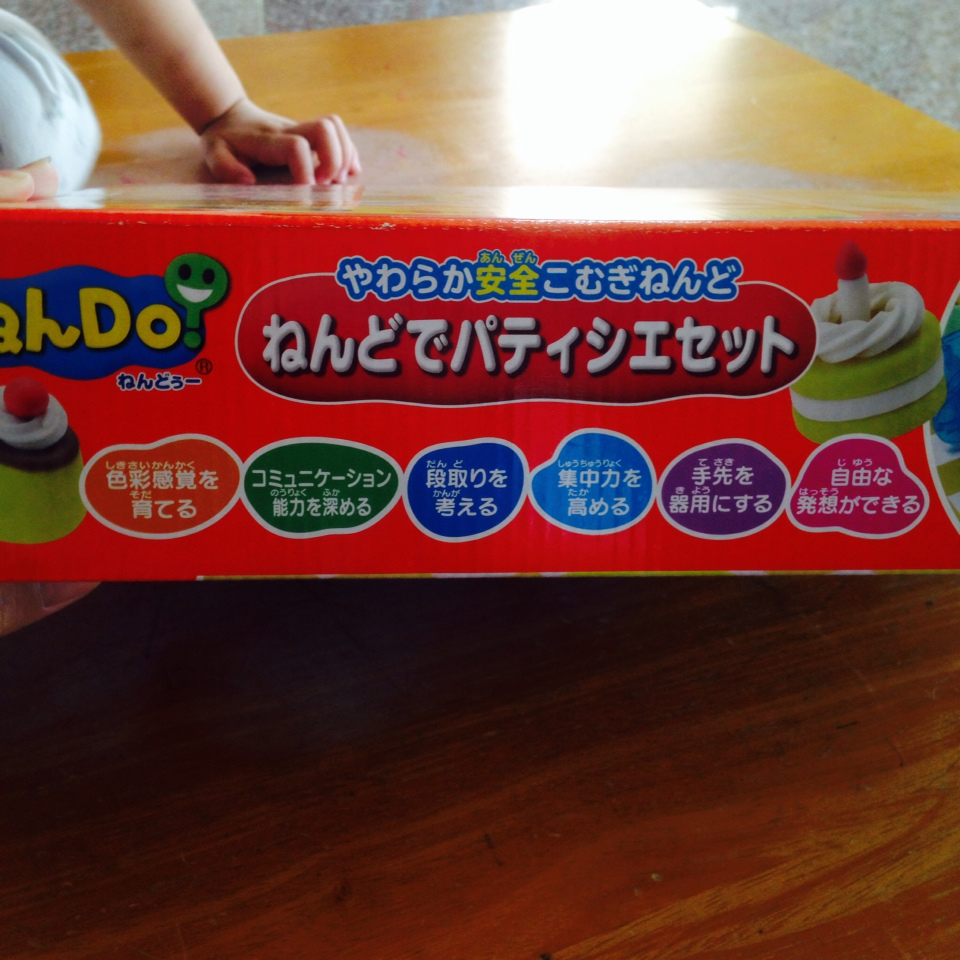 やわらか安全こむぎねんど
ねんどでパティシエセット
んDo!
®
ねんどぅー
色彩感覚を
育てる
コミュニケーション
能力を深める
段取りを
考える
集中力を
高める
手先を
器用にする
自由な
発想ができる